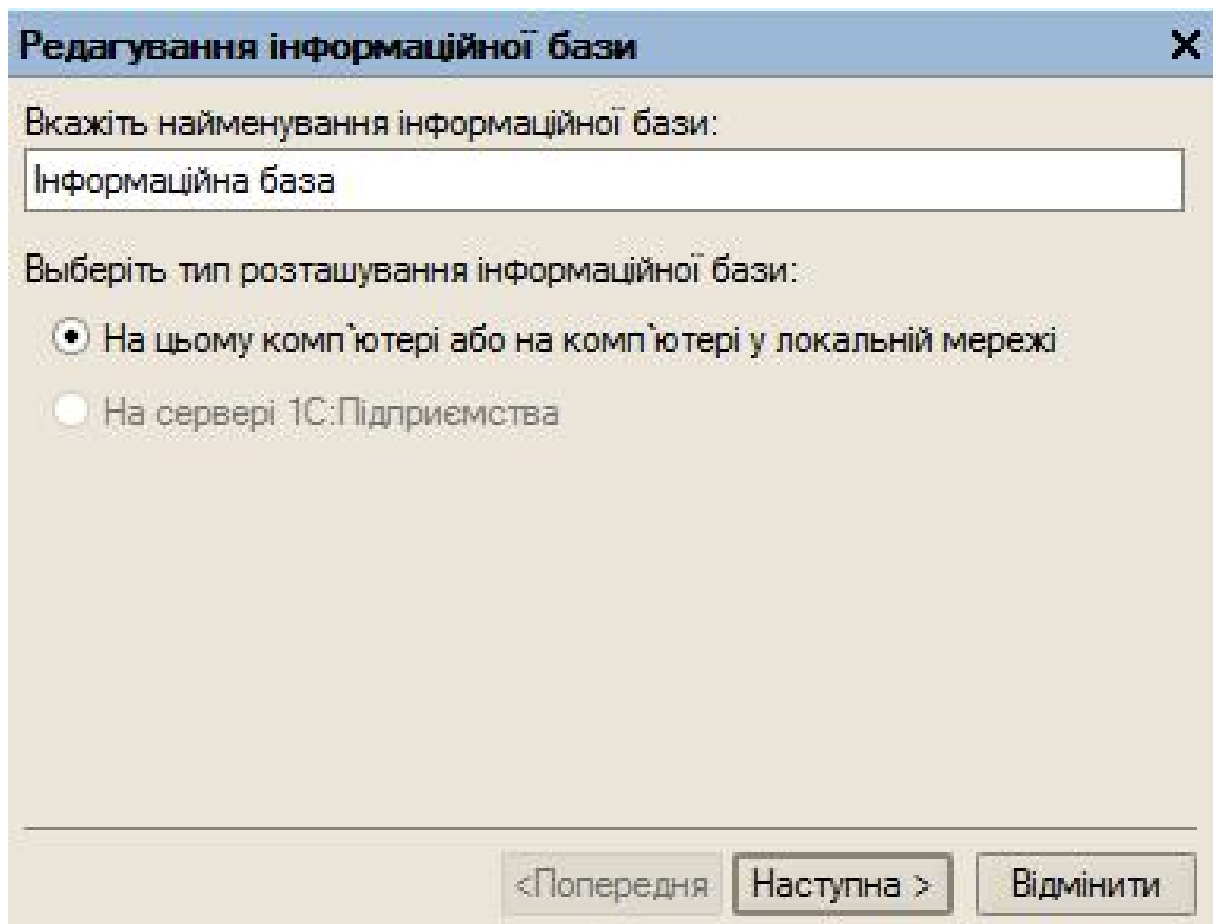 Редагування інформаційної бази
Вкажіть найменування інформаційної бази:
Інформаційна база
Выберіть тип розташування інформаційної бази:
На цьому комп`ютері або на комп`ютері у локальній мережі
На сервері 1С:Підприємства
<Попередня Наступна > Відмінити